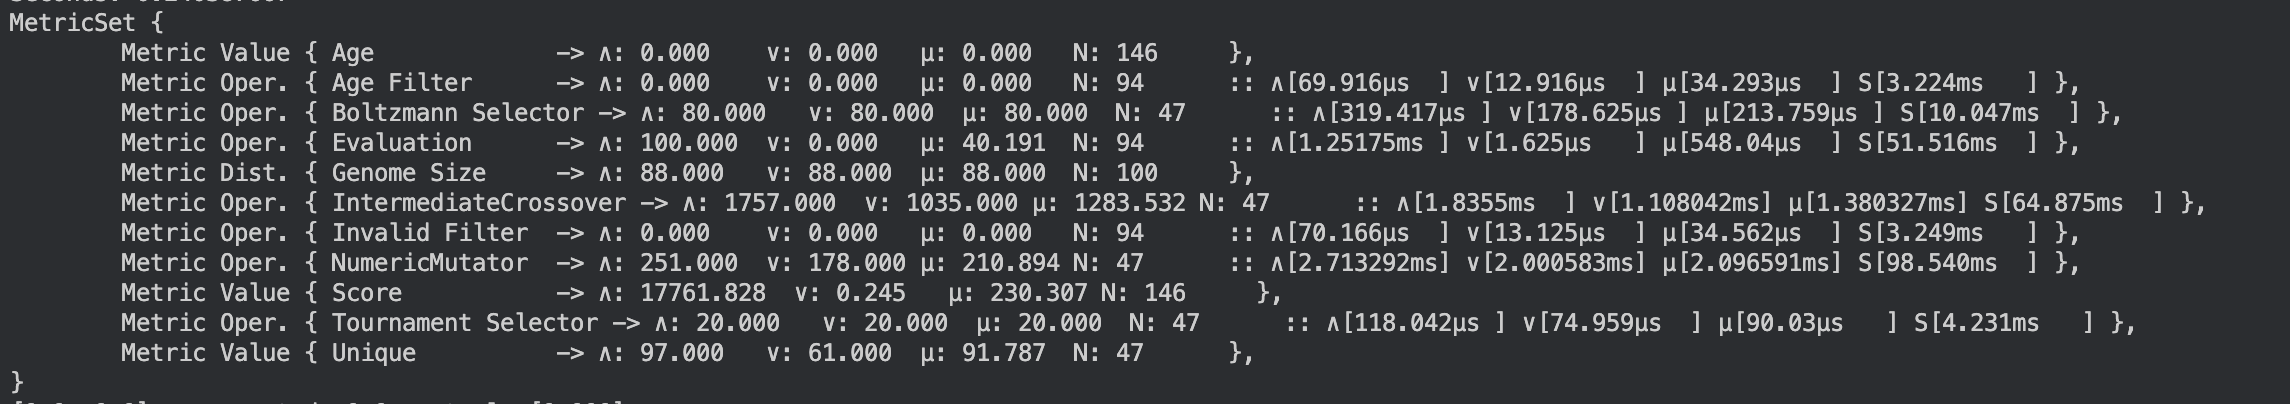 MetricSet {
Metric Value { Age -> ∧: 0.000 ∨: 0.000 μ: 0.000 N: 146 },
Metric Oper. { Age Filter -> ∧: 0.000 ∨: 0.000 μ: 0.000 N: 94 :: ∧[69.916µs ] ∨[12.916µs ] μ[34.293µs ] S[3.224ms ] },
Metric Oper. { Boltzmann Selector -> ∧: 80.000 ∨: 80.000 μ: 80.000 N: 47 :: ∧[319.417µs ] ∨[178.625µs ] μ[213.759µs ] S[10.047ms ] },
Metric Oper. { Evaluation -> ∧: 100.000 ∨: 0.000 μ: 40.191 N: 94 :: ∧[1.25175ms ] ∨[1.625µs ] μ[548.04µs ] S[51.516ms ] },
Metric Dist. { Genome Size -> ∧: 88.000 ∨: 88.000 μ: 88.000 N: 100 },
Metric Oper. { IntermediateCrossover -> ∧: 1757.000 ∨: 1035.000 μ: 1283.532 N: 47 :: ∧[1.8355ms ] ∨[1.108042ms] μ[1.380327ms] S[64.875ms ] },
Metric Oper. { Invalid Filter -> ∧: 0.000 ∨: 0.000 μ: 0.000 N: 94 :: ∧[70.166µs ] ∨[13.125µs ] μ[34.562µs ] S[3.249ms ] },
Metric Oper. { NumericMutator -> ∧: 251.000 ∨: 178.000 μ: 210.894 N: 47 :: ∧[2.713292ms] ∨[2.000583ms] μ[2.096591ms] S[98.540ms ] },
Metric Value { Score -> ∧: 17761.828 ∨: 0.245 μ: 230.307 N: 146 },
Metric Oper. { Tournament Selector -> ∧: 20.000 ∨: 20.000 μ: 20.000 N: 47 :: ∧[118.042µs ] ∨[74.959µs ] μ[90.03µs ] S[4.231ms ] },
Metric Value { Unique -> ∧: 97.000 ∨: 61.000 μ: 91.787 N: 47 },
}